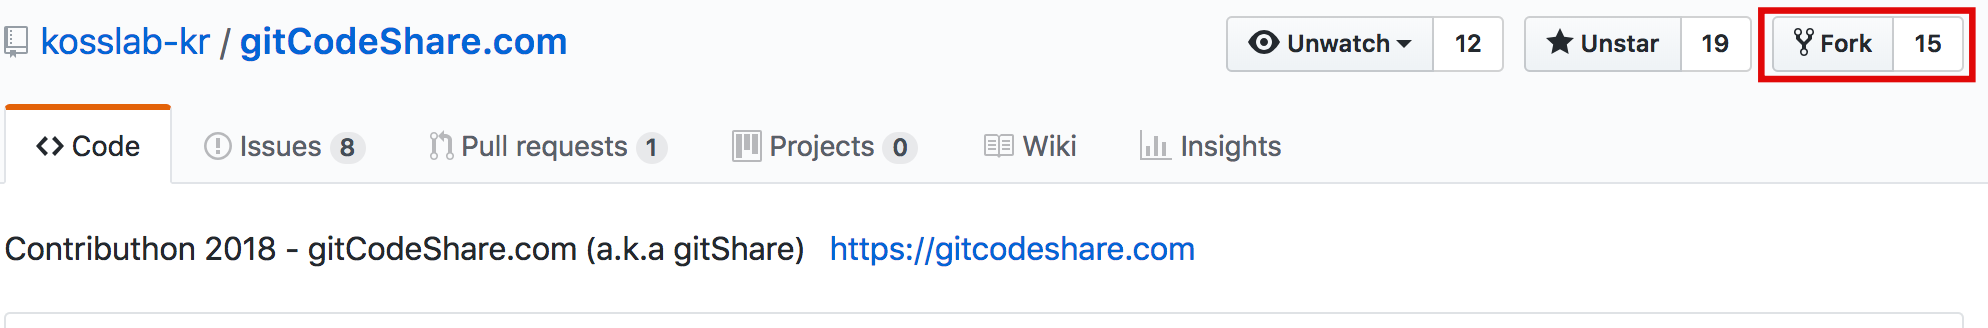 kosslab-kr / gitCodeShare.com Unwatch 12 Unstar 19 Fork 15
Code Issues 8 Pull requests 1 Projects 0 Wiki Insights
Contributhon 2018 - gitCodeShare.com (a.k.a gitShare) https://gitcodeshare.com